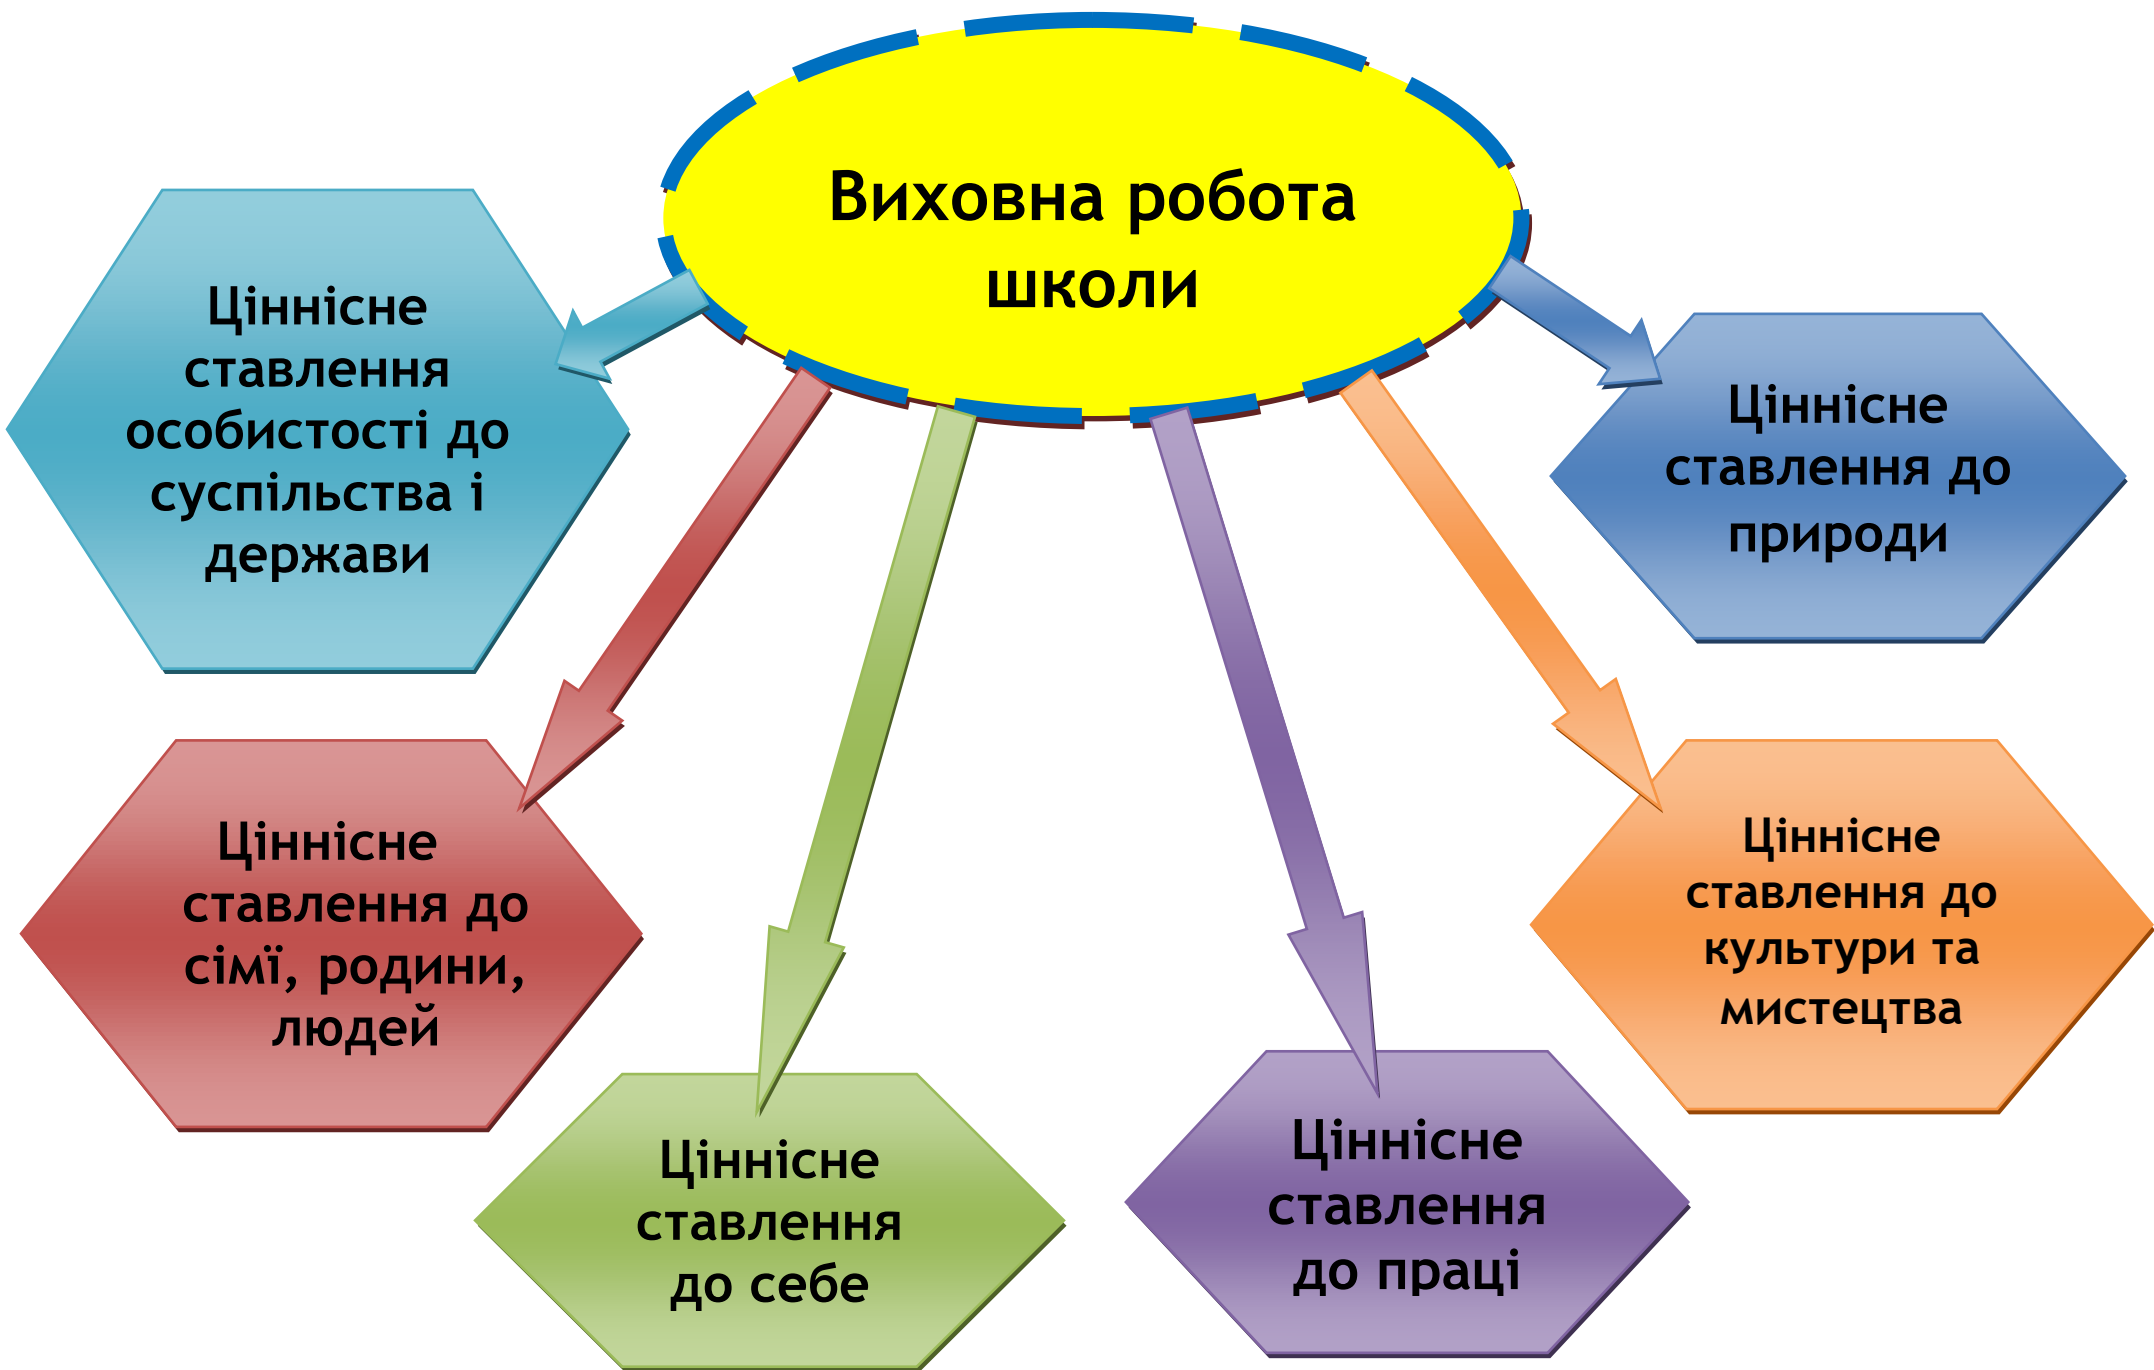 Виховна робота
школи
Ціннісне
ставлення
особистості до
суспільства і
держави
Ціннісне
ставлення до
природи
Ціннісне
ставлення до
сімї, родини,
людей
Ціннісне
ставлення до
культури та
мистецтва
Ціннісне
ставлення
до себе
Ціннісне
ставлення
до праці